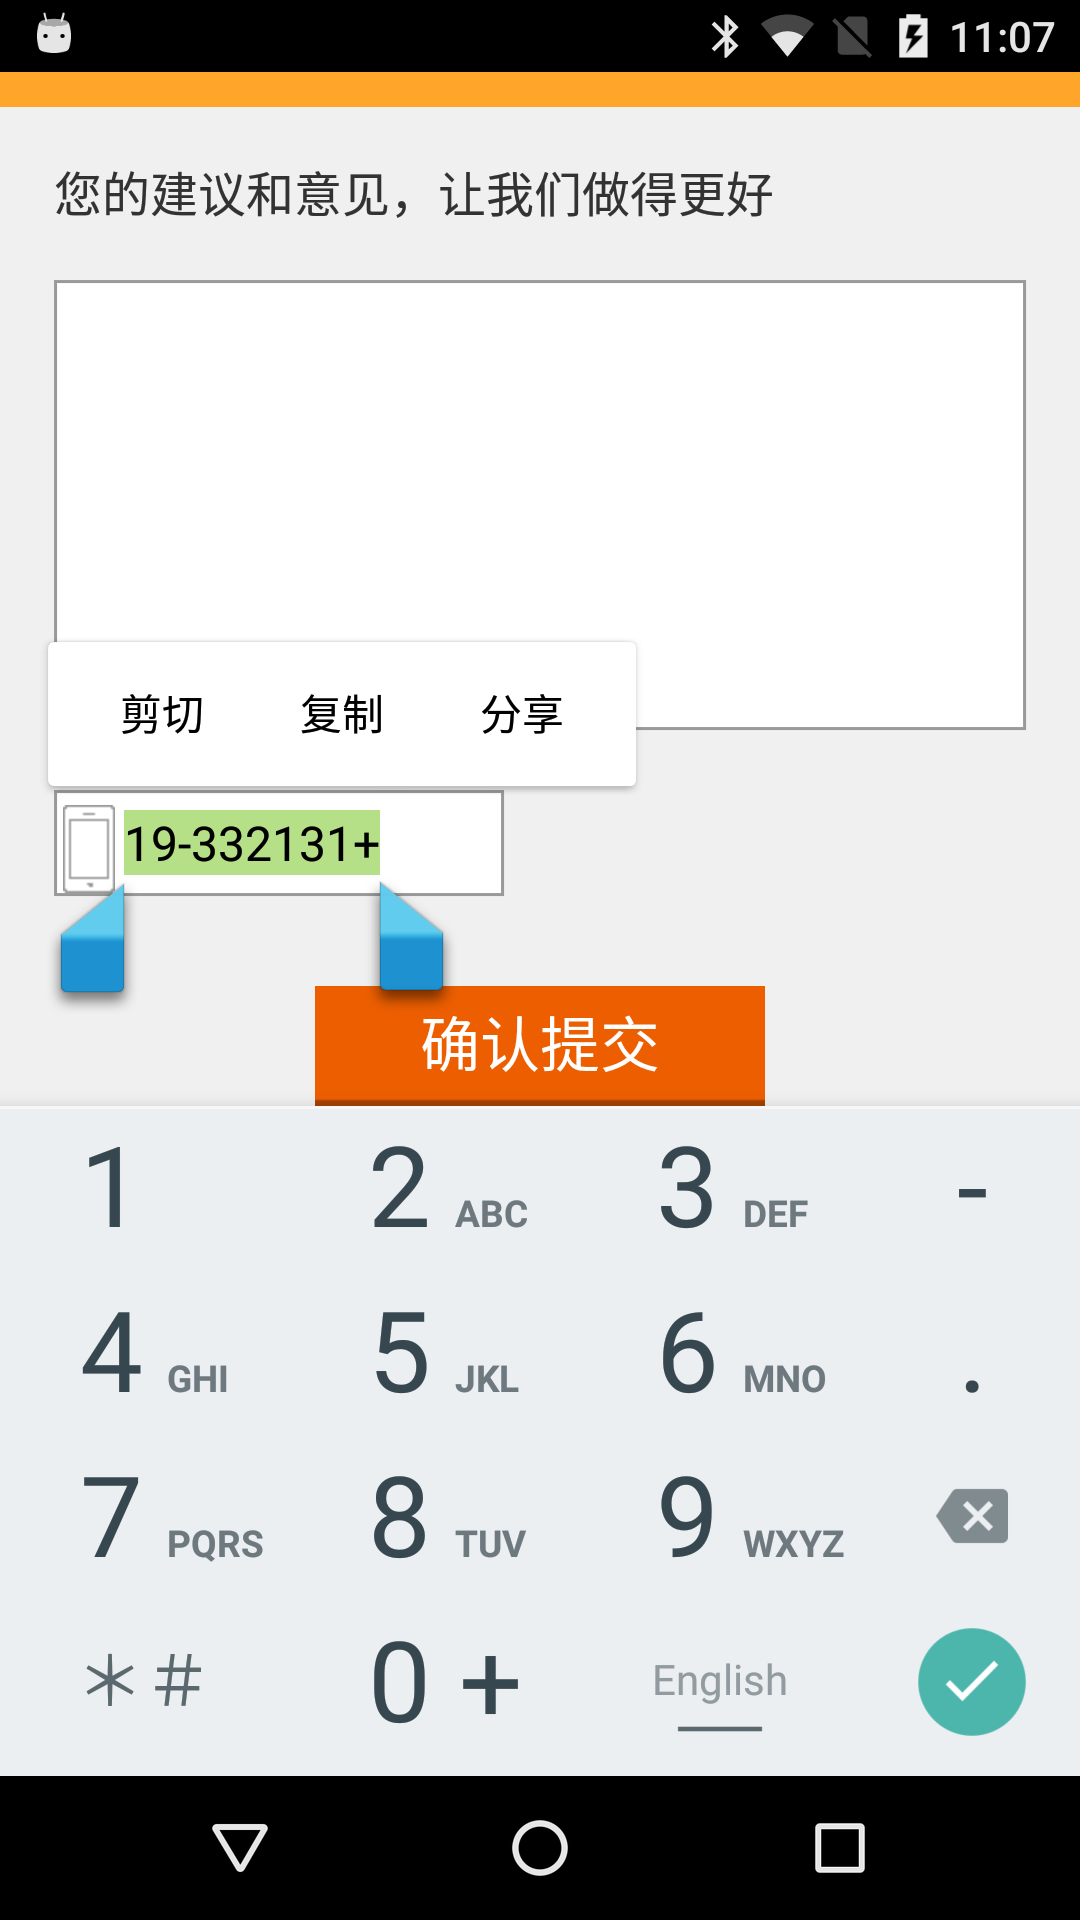 11:07
您的建议和意见，让我们做得更好
剪切 复制 分享
19-332131+
确认提交
1 2 ABC 3 DEF -
4 GHI 5 JKL 6 MNO .
7 PQRS 8 TUV 9 WXYZ
* # 0 + English